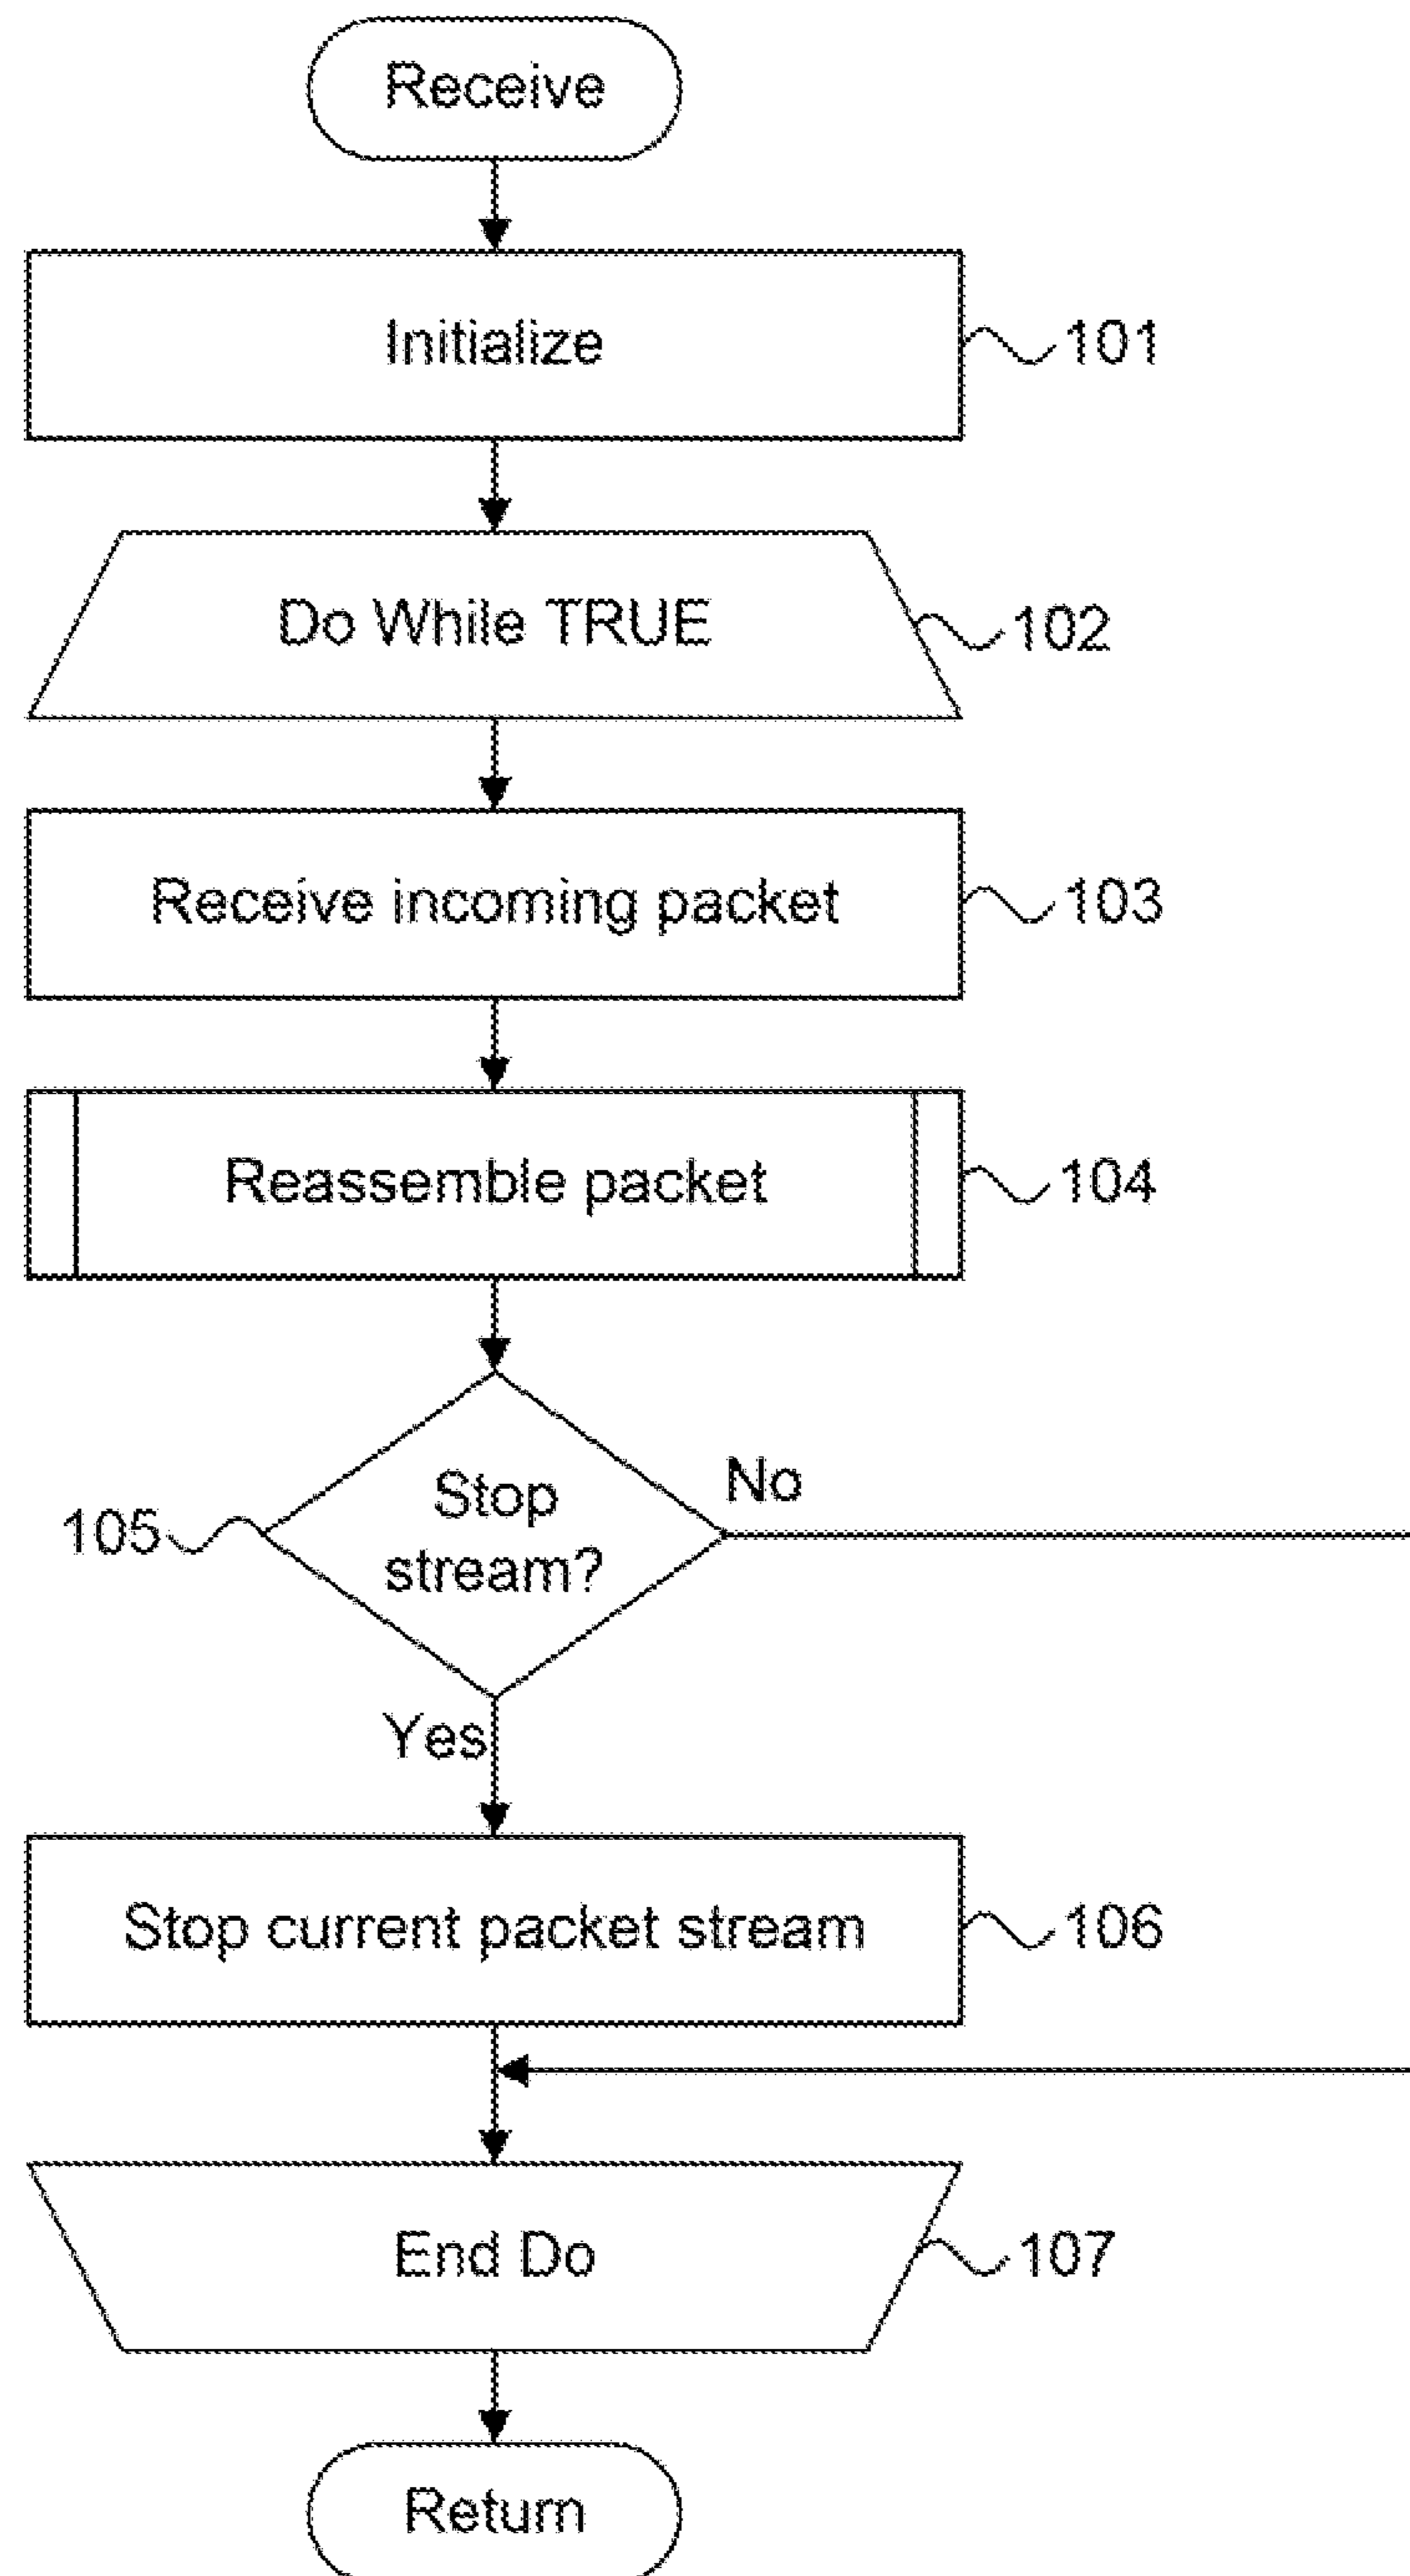 Receive
Initialize
101
Do While TRUE
102
Receive incoming packet
103
Reassemble packet
104
Stop
stream?
No
105
Yes
Stop current packet stream
106
End Do
107
Return